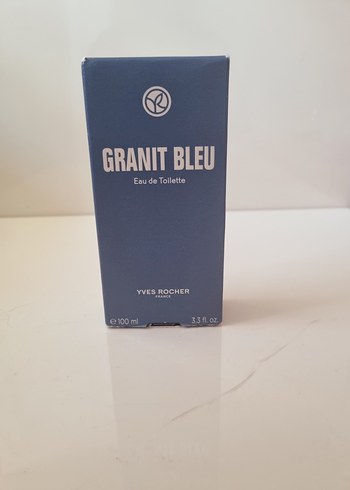 GRANIT BLEU
Eau de Toilette
YVES ROCHER
FRANCE
℮ 100 ml 3.3 fl. oz.